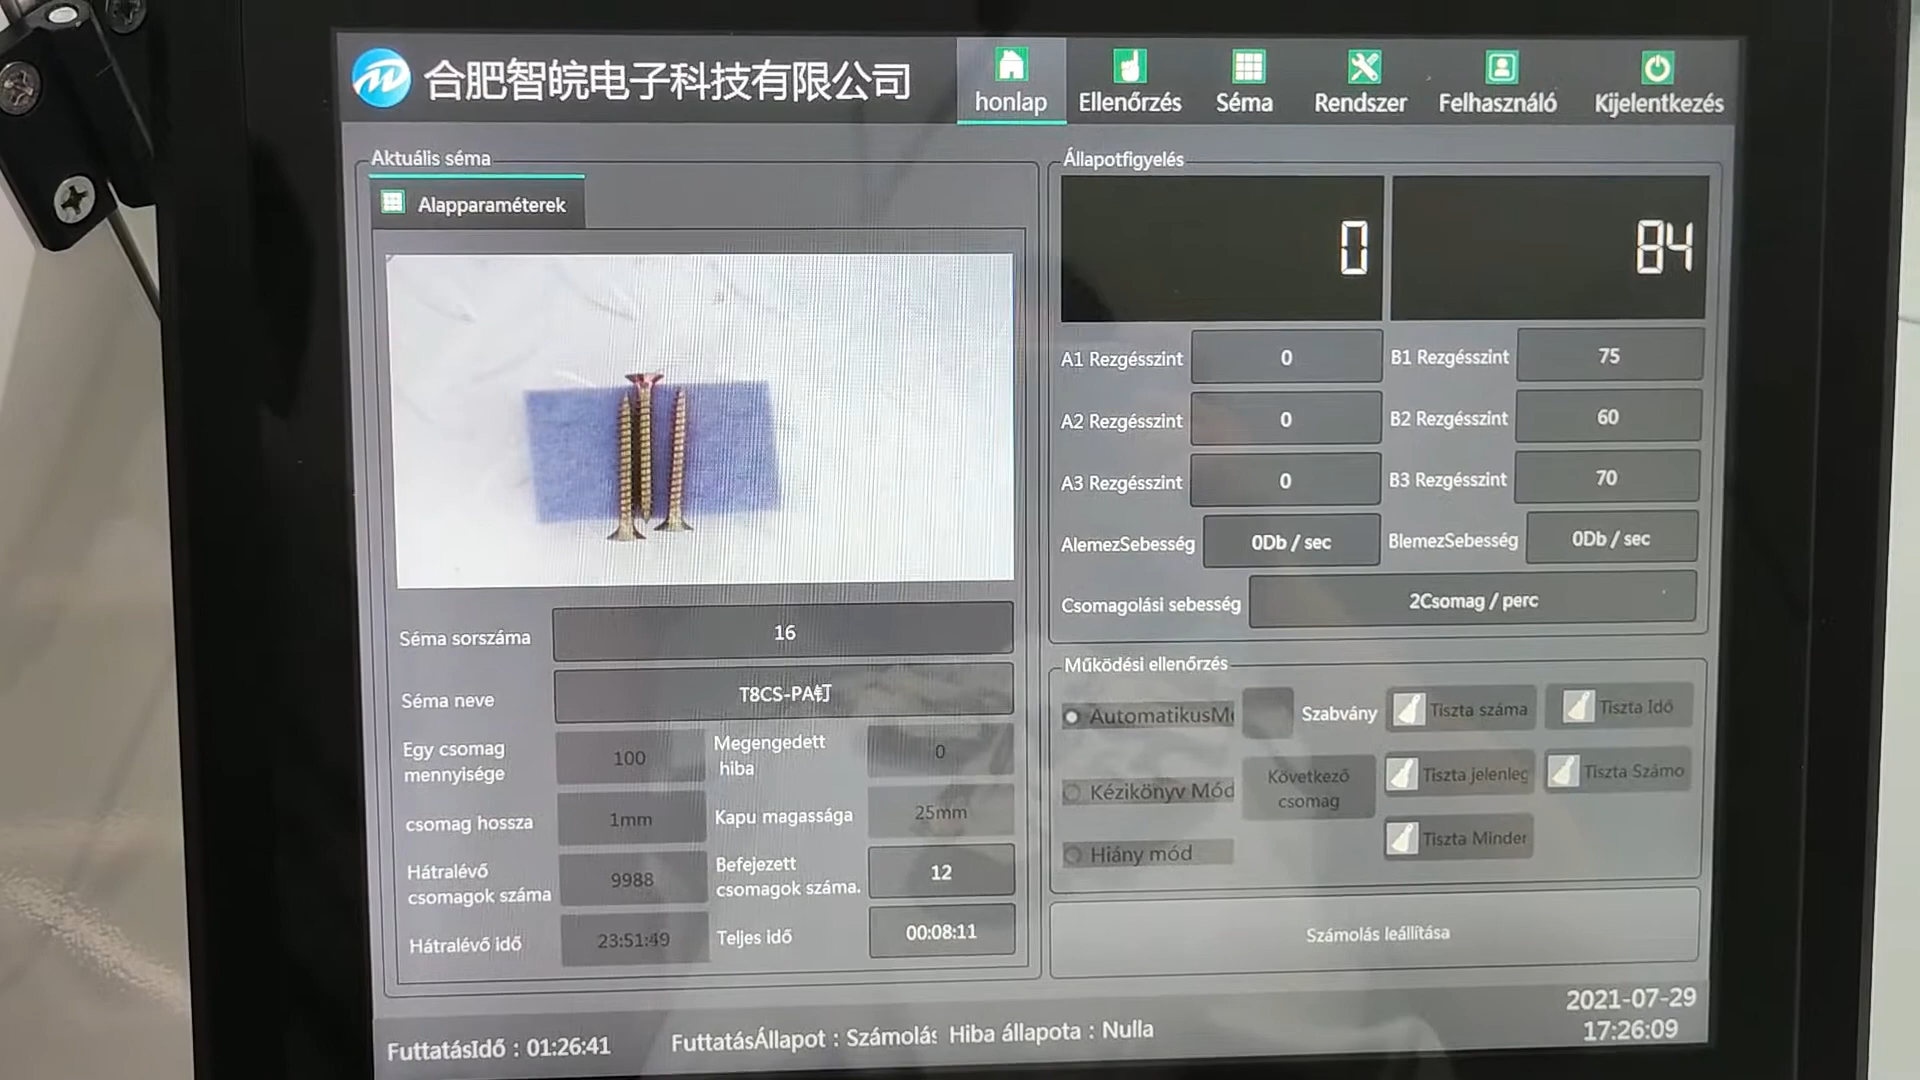 合肥智皖电子科技有限公司
honlap
Ellenőrzés
Séma
Rendszer
Felhasználó
Kijelentkezés
Aktuális séma
Alapparaméterek
Séma sorszáma
16
Séma neve
T8CS-PA钉
Egy csomag
mennyisége
100
Megengedett
hiba
0
csomag hossza
1mm
Kapu magassága
25mm
Hátralévő
csomagok száma
9988
Befejezett
csomagok száma.
12
Hátralévő idő
23:51:49
Teljes idő
00:08:11
Állapotfigyelés
0
84
A1 Rezgésszint
0
B1 Rezgésszint
75
A2 Rezgésszint
0
B2 Rezgésszint
60
A3 Rezgésszint
0
B3 Rezgésszint
70
AlemezSebesség
0Db / sec
BlemezSebesség
0Db / sec
Csomagolási sebesség
2Csomag / perc
Működési ellenőrzés
AutomatikusMó
Szabvány
Tiszta száma
Tiszta Idő
Kézikönyv Mód
Következő
csomag
Tiszta jelenleg
Tiszta Számo
Hiány mód
Tiszta Minder
Számolás leállítása
FuttatásIdő : 01:26:41
FuttatásÁllapot : Számolás
Hiba állapota : Nulla
2021-07-29
17:26:09